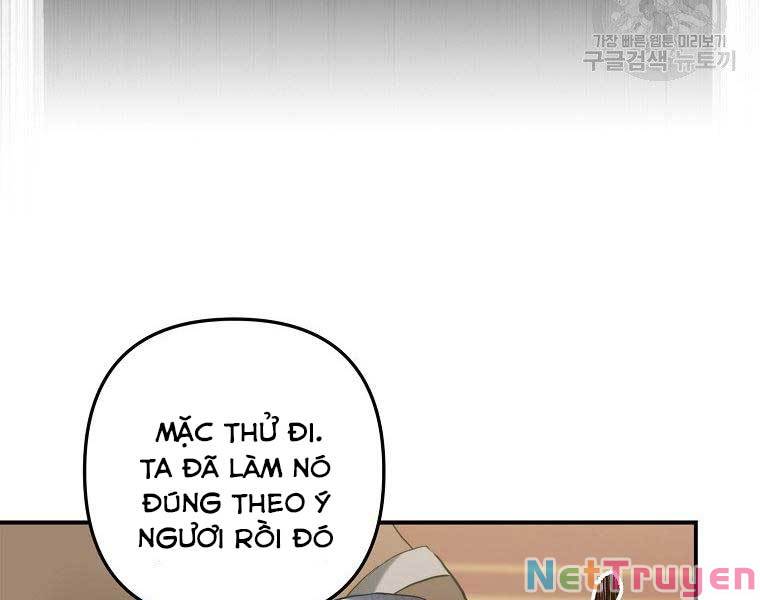 가장 빠른 웹툰 미리보기
구글검색 뉴토끼
MẶC THỬ ĐI.
TA ĐÃ LÀM NÓ
ĐÚNG THEO Ý
NGƯƠI RỒI ĐÓ
NETTRUYEN